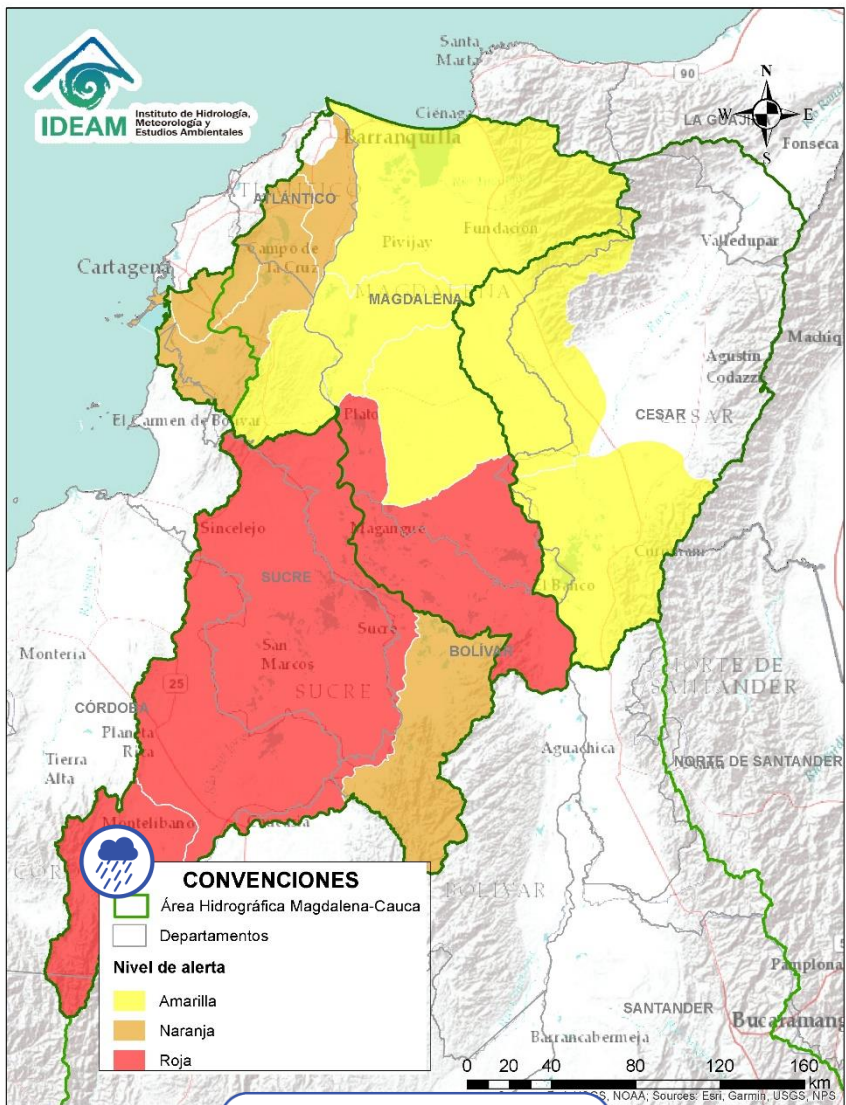 IDEAM
Instituto de Hidrología,
Meteorología y
Estudios Ambientales
Santa
Marta
90
N
W
E
S
LA GUAJIRA
Fonseca
Ciénaga
Barranquilla
ATLÁNTICO
Valledupar
Pivijay
Fundación
Cartagena
Campo de
la Cruz
MAGDALENA
MAGDALENA
Machiq
Agustín
Codazzi
CESAR
CESAR
El Carmen de Bolívar
Plato
Sincelejo
Magangué
SUCRE
El Banco
Sucre
BOLÍVAR
San
Marcos
SUCRE
Montería
25
NORTE DE
SANTANDER
CÓRDOBA
Planeta
Rica
Aguachica
NORTE DE SANTANDER
Tierra
Alta
Montelíbano
BOLÍVAR
CONVENCIONES
Área Hidrográfica Magdalena-Cauca
Departamentos
Nivel de alerta
Amarilla
Naranja
Roja
Pamplona
SANTANDER
Bucaramang
Barrancabermeja
0 20 40 80 120 160
km
USGS, NOAA; Sources: Esri, Garmin, USGS, NPS